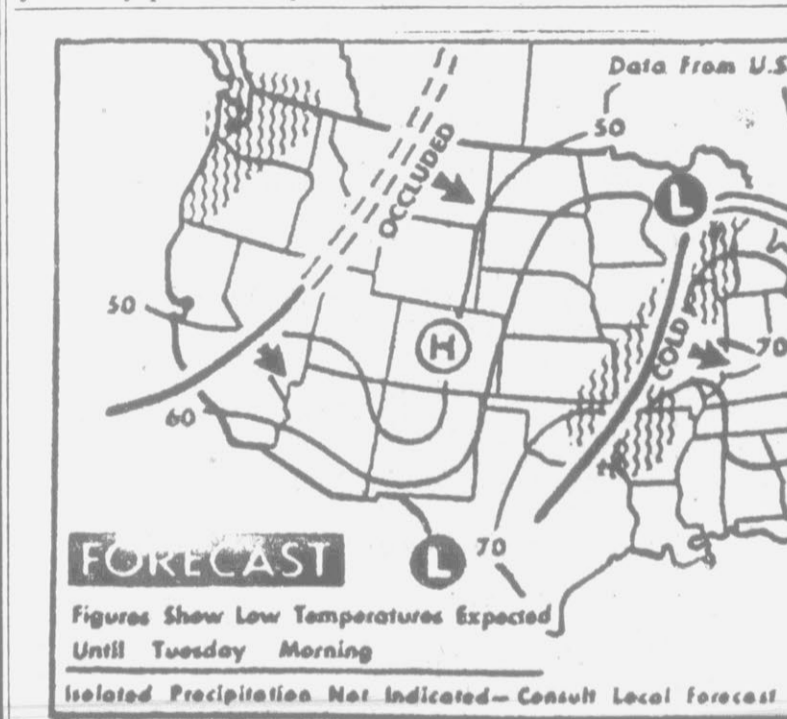 Data From U.S
50
OCCLUDED
L
50
H
COLD
70
60
FORECAST
L
70
Figures Show Low Temperatures Expected
Until Tuesday Morning
Isolated Precipitation Not Indicated— Consult Local Forecast